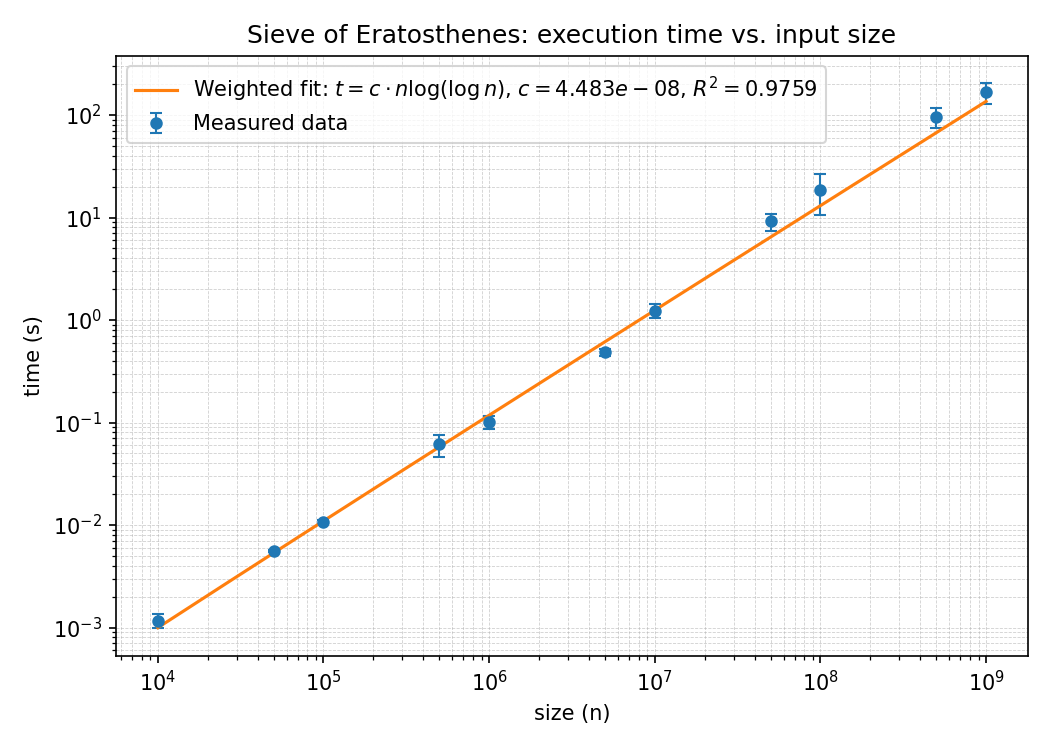 Sieve of Eratosthenes: execution time vs. input size
Weighted fit: t = c · n log(log n), c = 4.483e − 08, R² = 0.9759
Measured data
time (s)
10²
10¹
10⁰
10⁻¹
10⁻²
10⁻³
10⁴ 10⁵ 10⁶ 10⁷ 10⁸ 10⁹
size (n)